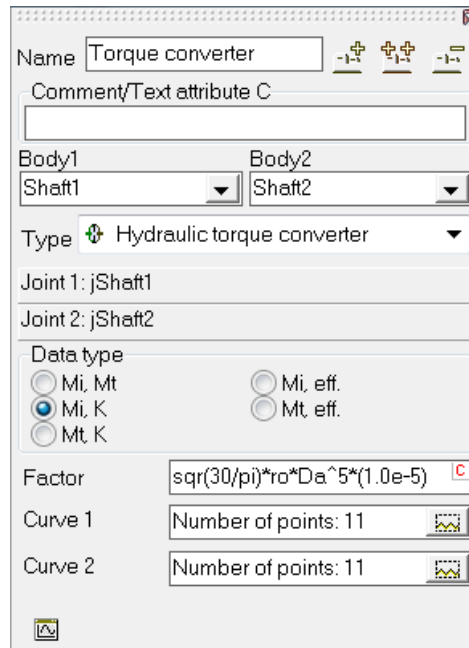 Name Torque converter
Comment/Text attribute C
Body1 Body2
Shaft1 Shaft2
Type Hydraulic torque converter
Joint 1: jShaft1
Joint 2: jShaft2
Data type
Mi, Mt Mi, eff.
Mi, K Mt, eff.
Mt, K
Factor sqr(30/pi)*ro*Da^5*(1.0e-5) C
Curve 1 Number of points: 11
Curve 2 Number of points: 11